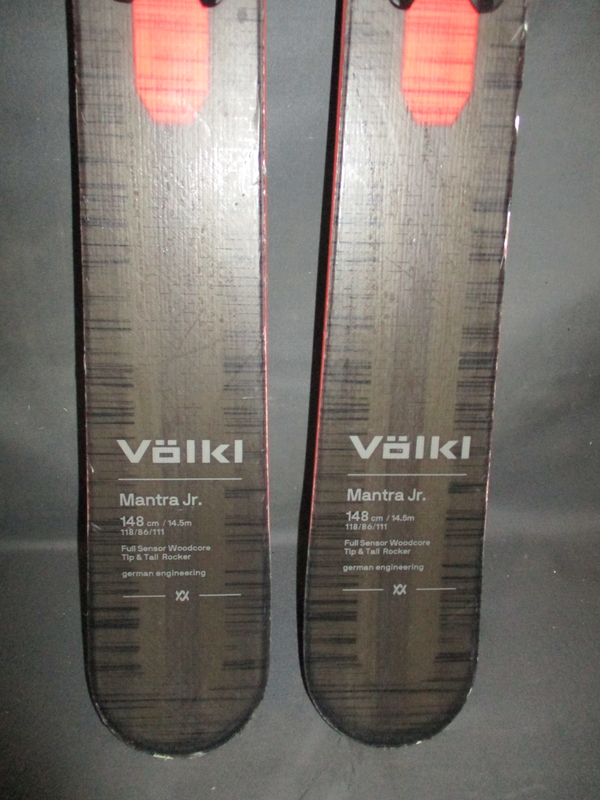 Völkl
Mantra Jr.
148 cm / 14.5m
118/86/111
Full Sensor Woodcore
Tip & Tail Rocker
german engineering
Völkl
Mantra Jr.
148 cm / 14.5m
118/86/111
Full Sensor Woodcore
Tip & Tail Rocker
german engineering